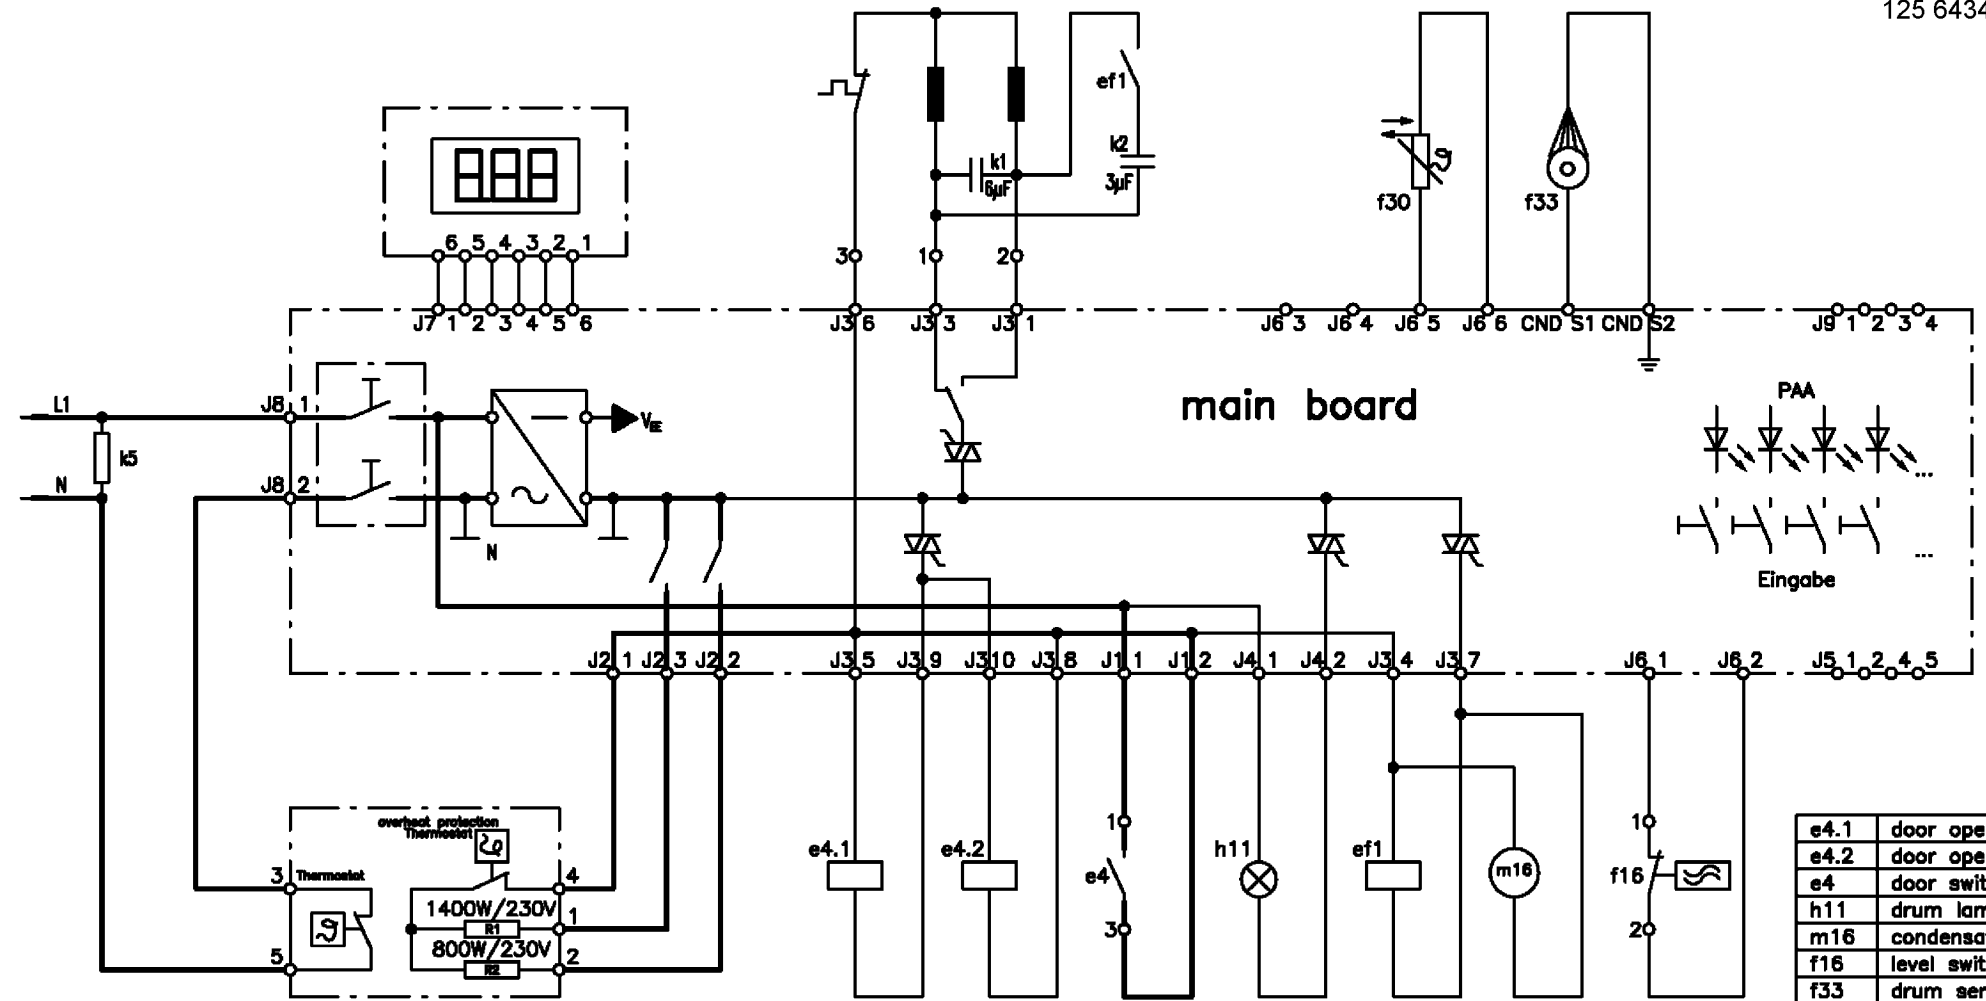 125 6434
ef1
k2
3μF
k1
6μF
f30
f33
6 5 4 3 2 1
3 1 2
J7 1 2 3 4 5 6
J3 6 J3 3 J3 1
J6 3 J6 4 J6 5 J6 6 CND S1 CND S2
J9 1 2 3 4
main board
PAA
L1
J8 1
VEE
k5
N
J8 2
...
N
...
Eingabe
J2 1 J2 3 J2 2
J3 5 J3 9 J3 10 J3 8 J1 1 J1 2 J4 1 J4 2 J3 4 J3 7
J6 1 J6 2 J5 1 2 4 5
overheat protection
Thermostat
3 Thermostat
4
1400W/230V
R1
1
800W/230V
R2
2
5
e4.1
e4.2
1
e4
3
h11
ef1
m16
1
f16
2
e4.1 door ope
e4.2 door ope
e4 door swit
h11 drum lam
m16 condensa
f16 level swit
f33 drum sen